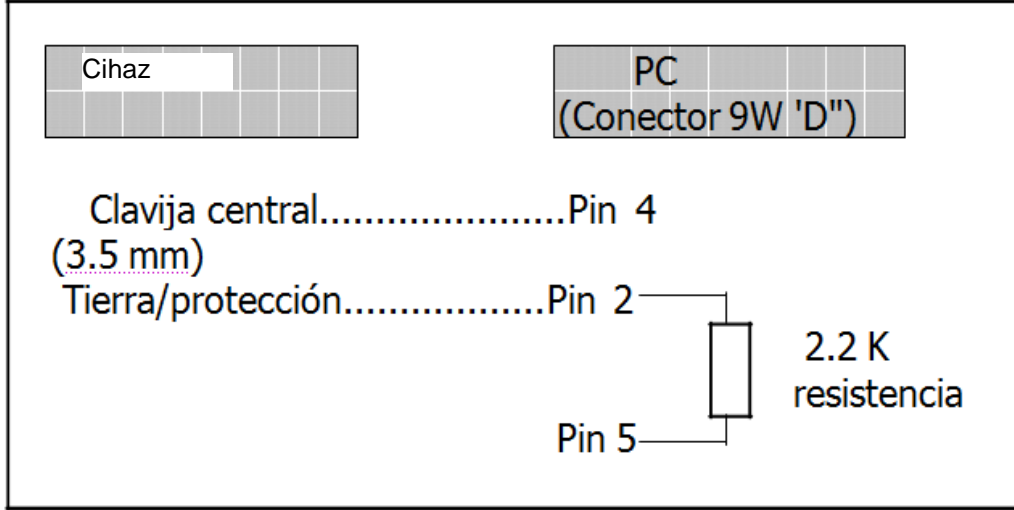 Cihaz
PC
(Conector 9W 'D")
Clavija central......................Pin 4
(3.5 mm)
Tierra/protección..................Pin 2
2.2 K
resistencia
Pin 5